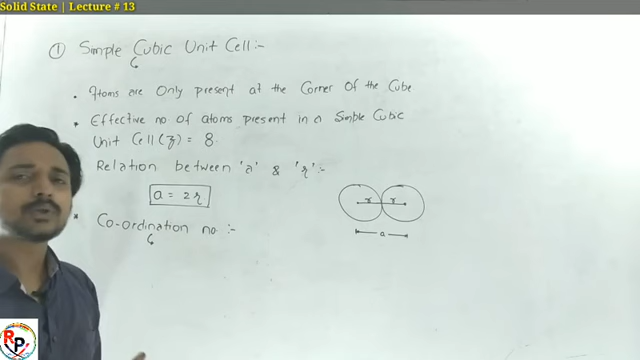 Solid State | Lecture # 13
① Simple Cubic Unit Cell:-
• Atoms are Only present at the Corner Of the Cube
* Effective no of atoms present in a Simple Cubic
Unit Cell (z) = 8
Relation between 'a' & 'r' :-
a = 2r
r r
a
* Co-ordination no :-
RP